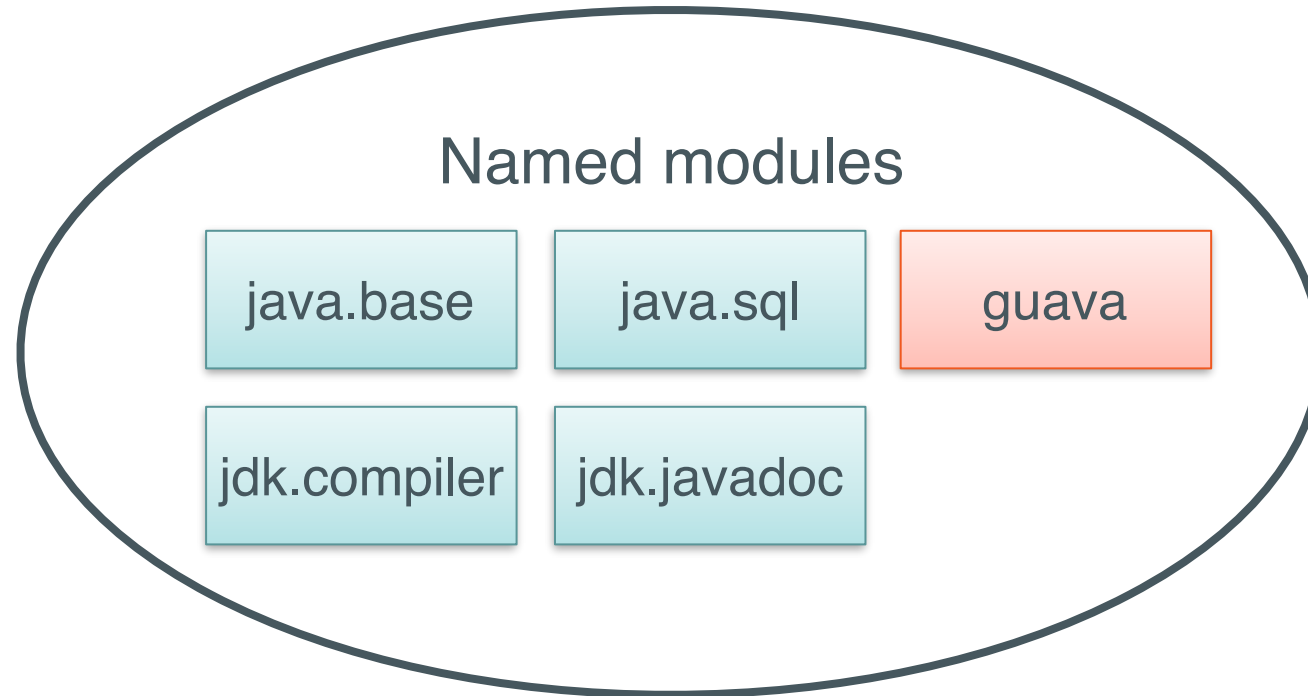 Named modules
java.base
java.sql
guava
jdk.compiler
jdk.javadoc